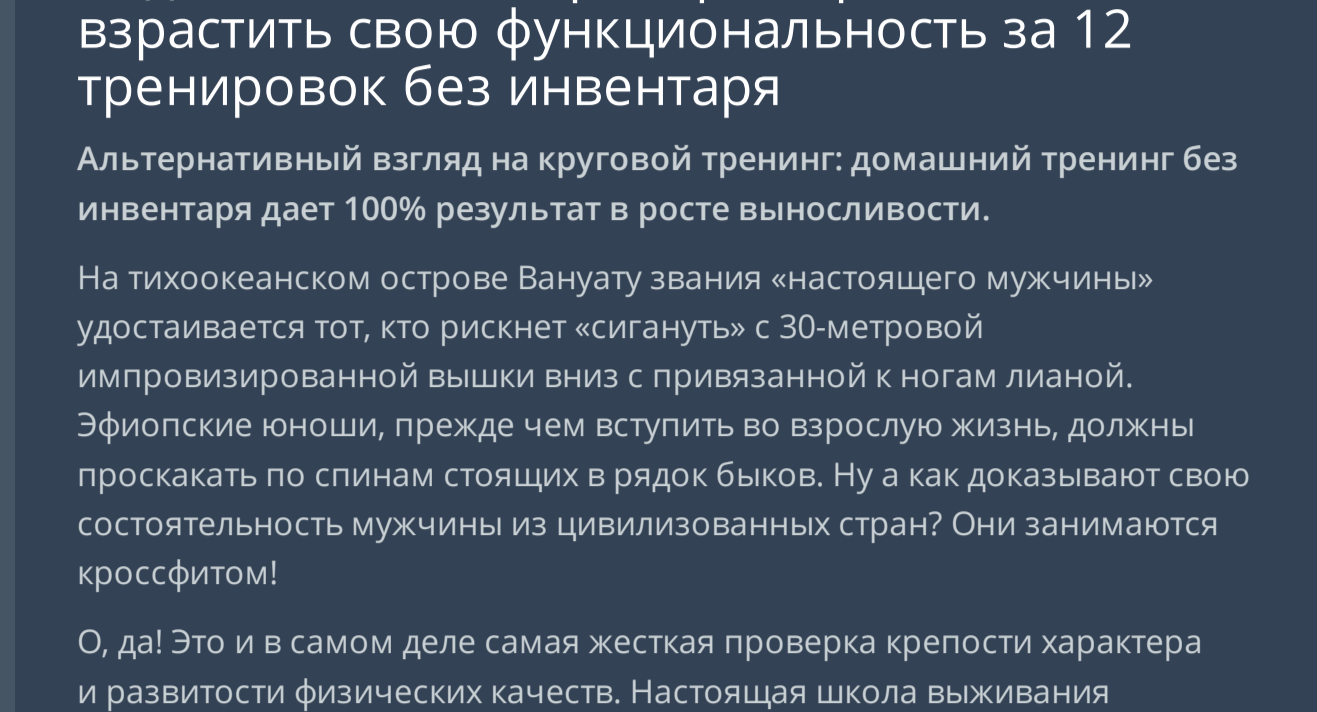 взрастить свою функциональность за 12
тренировок без инвентаря
Альтернативный взгляд на круговой тренинг: домашний тренинг без
инвентаря дает 100% результат в росте выносливости.
На тихоокеанском острове Вануату звания «настоящего мужчины»
удостаивается тот, кто рискнет «сигануть» с 30-метровой
импровизированной вышки вниз с привязанной к ногам лианой.
Эфиопские юноши, прежде чем вступить во взрослую жизнь, должны
проскакать по спинам стоящих в рядок быков. Ну а как доказывают свою
состоятельность мужчины из цивилизованных стран? Они занимаются
кроссфитом!
О, да! Это и в самом деле самая жесткая проверка крепости характера
и развитости физических качеств. Настоящая школа выживания